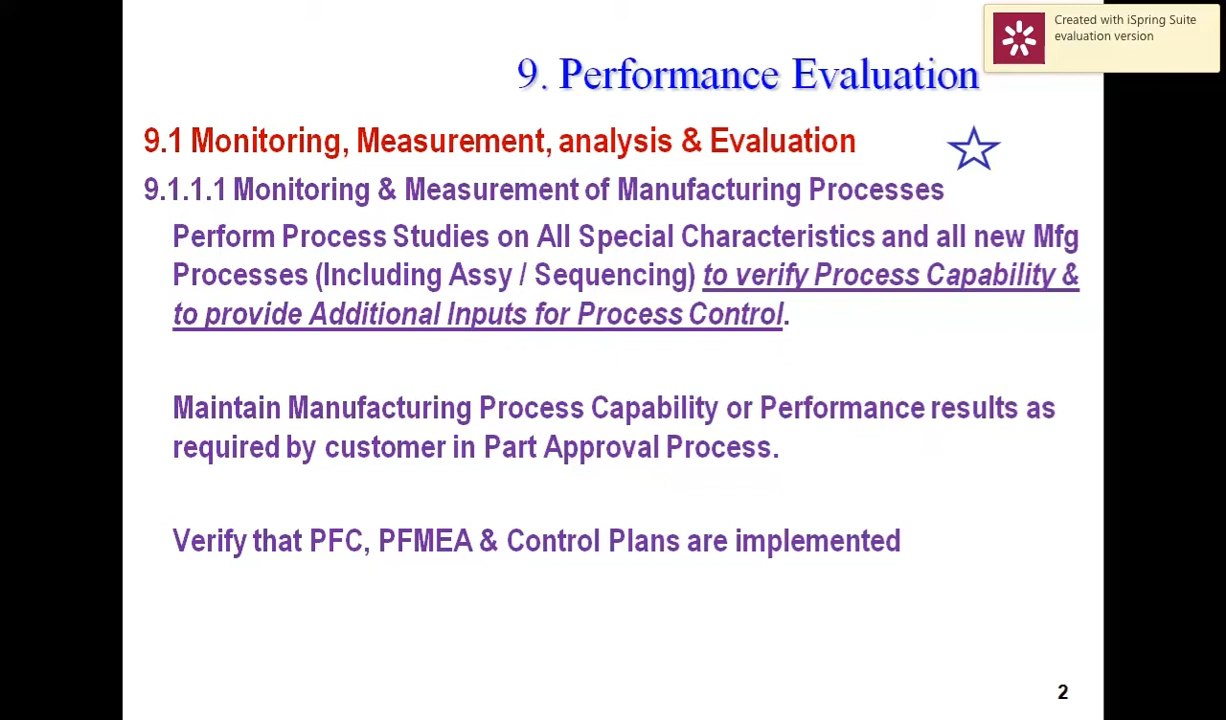 Created with iSpring Suite
evaluation version
9. Performance Evaluation
9.1 Monitoring, Measurement, analysis & Evaluation
9.1.1.1 Monitoring & Measurement of Manufacturing Processes
Perform Process Studies on All Special Characteristics and all new Mfg
Processes (Including Assy / Sequencing) to verify Process Capability &
to provide Additional Inputs for Process Control.
Maintain Manufacturing Process Capability or Performance results as
required by customer in Part Approval Process.
Verify that PFC, PFMEA & Control Plans are implemented
2